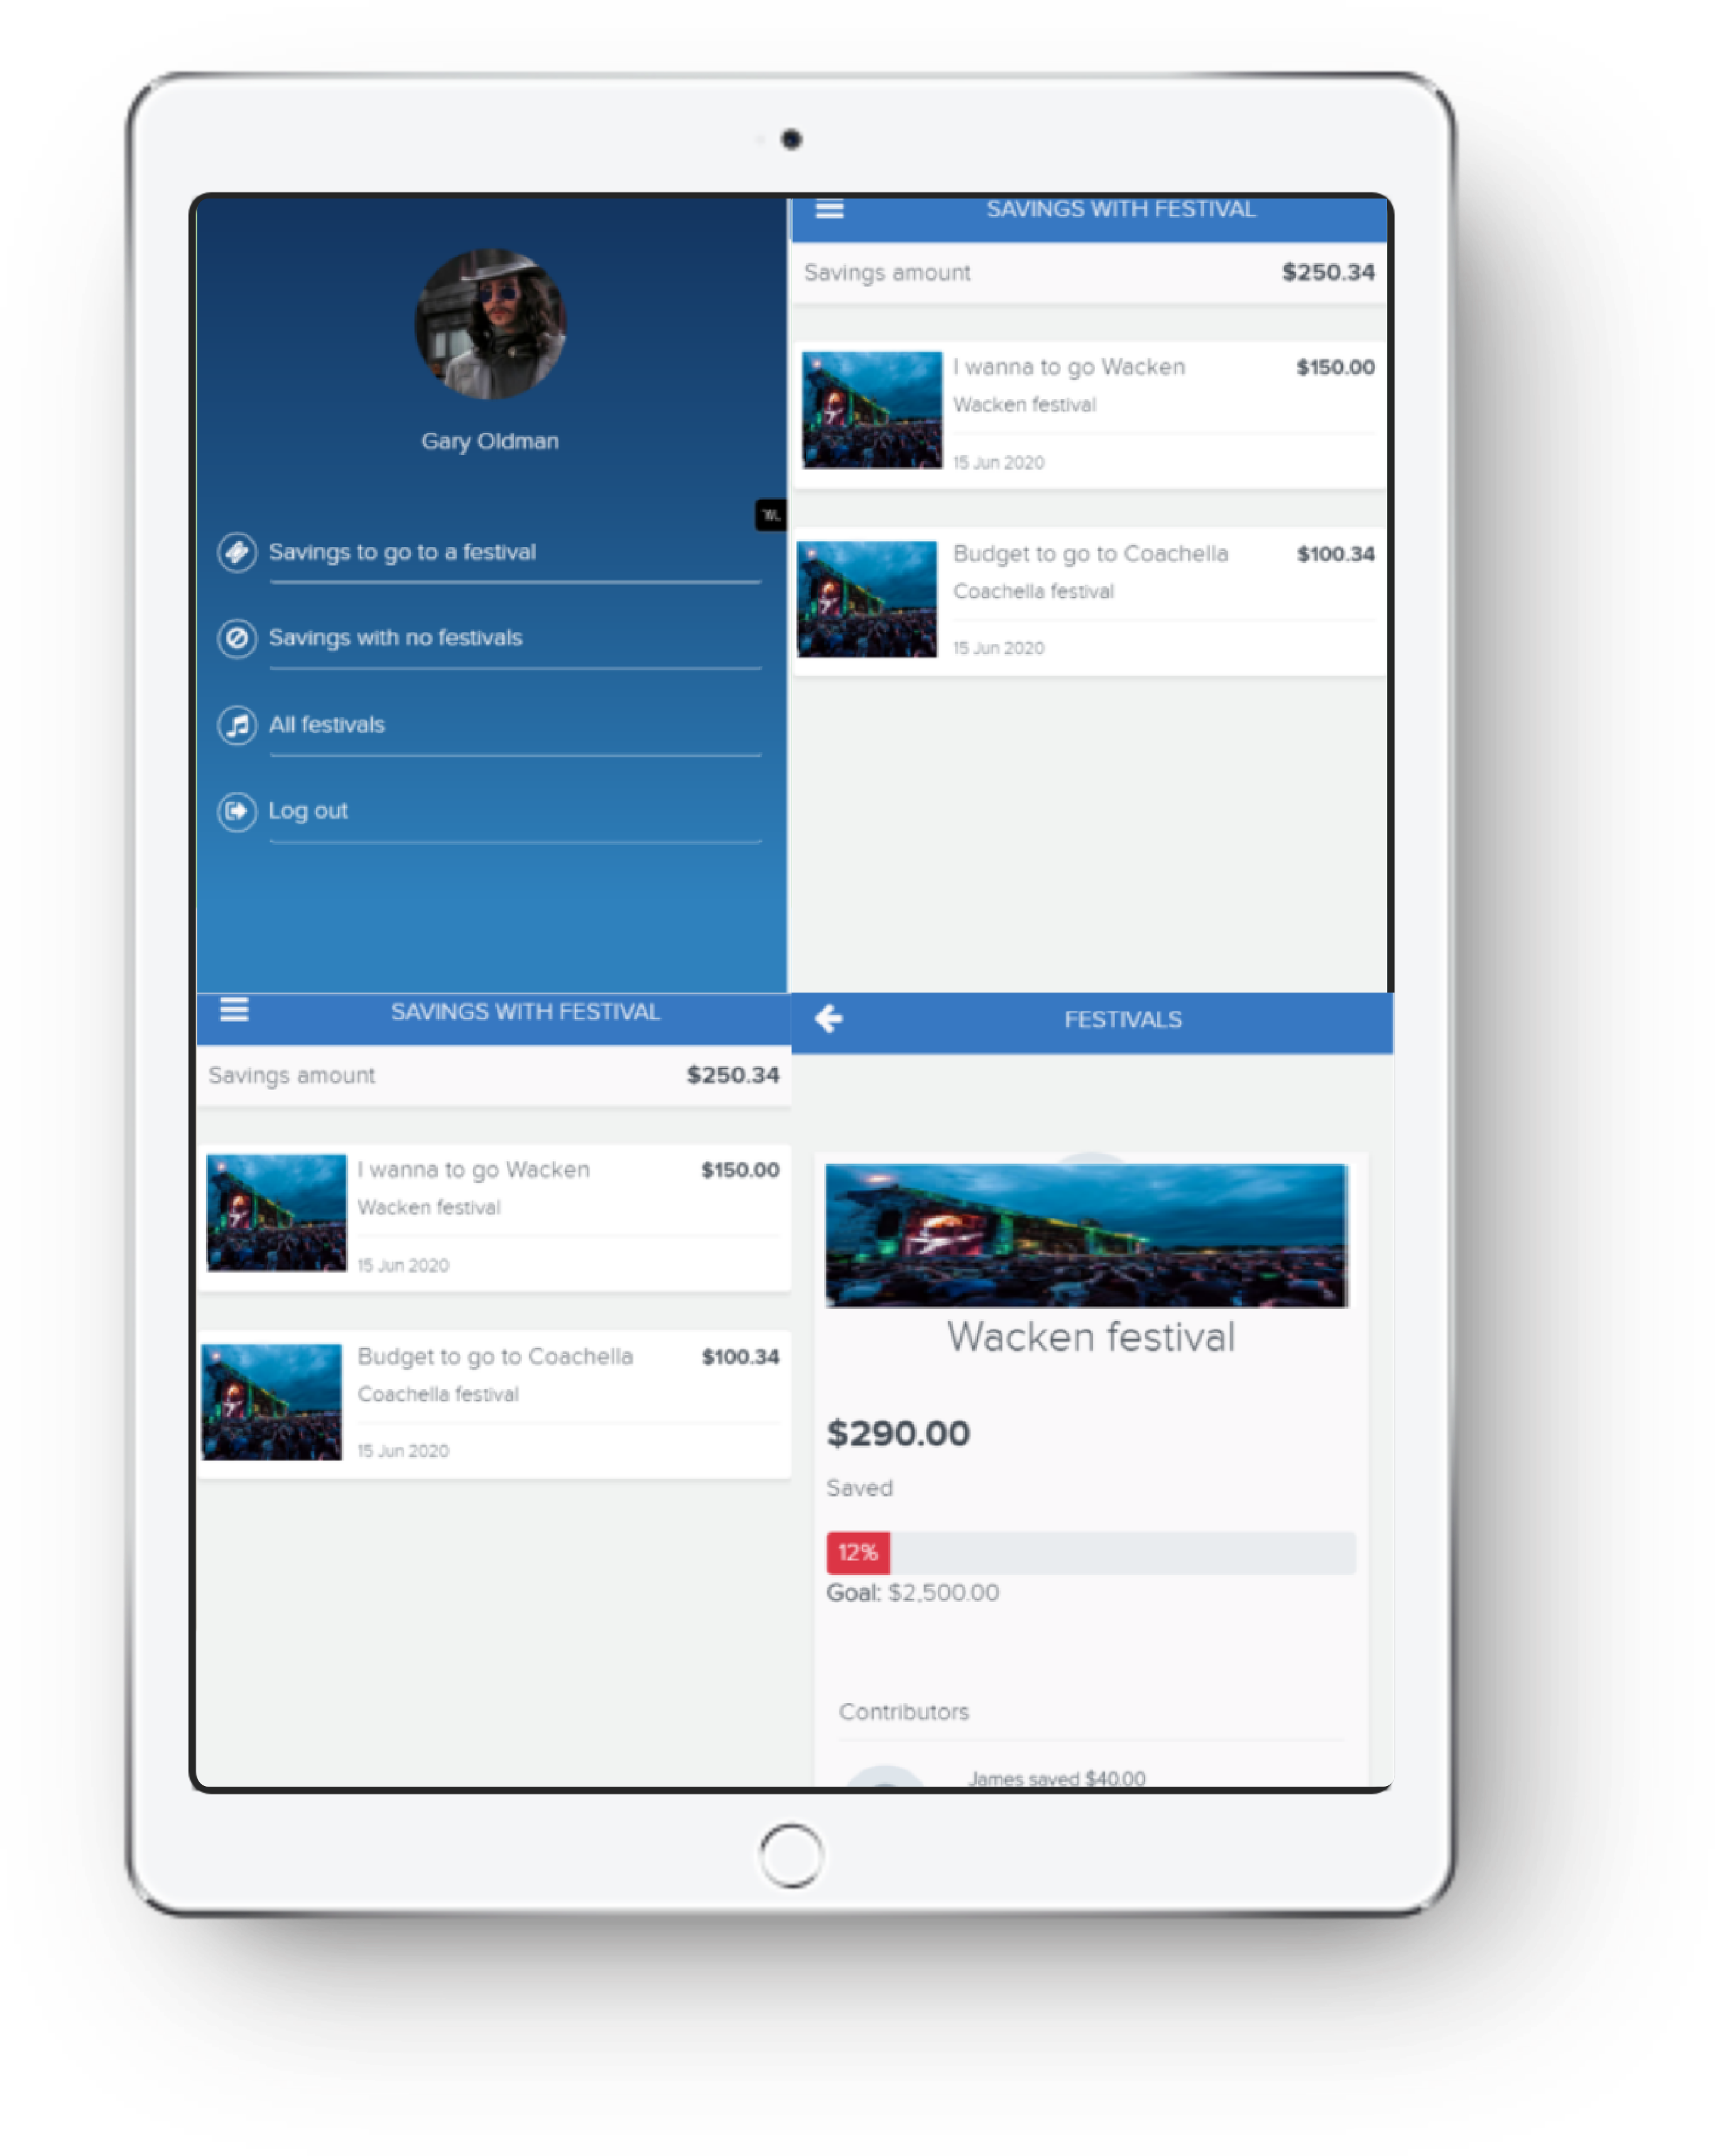 Gary Oldman
Savings to go to a festival
Savings with no festivals
All festivals
Log out
SAVINGS WITH FESTIVAL
Savings amount $250.34
I wanna to go Wacken $150.00
Wacken festival
15 Jun 2020
Budget to go to Coachella $100.34
Coachella festival
15 Jun 2020
SAVINGS WITH FESTIVAL
Savings amount $250.34
I wanna to go Wacken $150.00
Wacken festival
15 Jun 2020
Budget to go to Coachella $100.34
Coachella festival
15 Jun 2020
FESTIVALS
Wacken festival
$290.00
Saved
12%
Goal: $2,500.00
Contributors
James saved $40.00